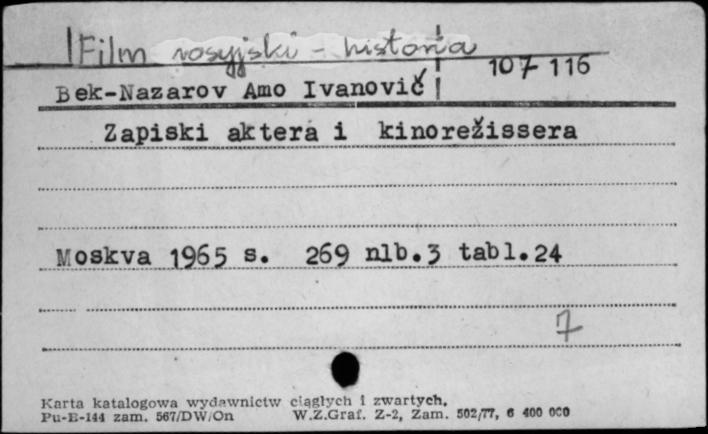 Film rosyjski - historia
107 116
Bek-Nazarov Amo Ivanovič
Zapiski aktera i kinorežissera
Moskva 1965 s. 269 nlb.3 tabl.24
7
Karta katalogowa wydawnictw ciągłych i zwartych.
Pu-E-144 zam. 567/DW/On W.Z.Graf. Z-2, Zam. 502/77, 6 400 000